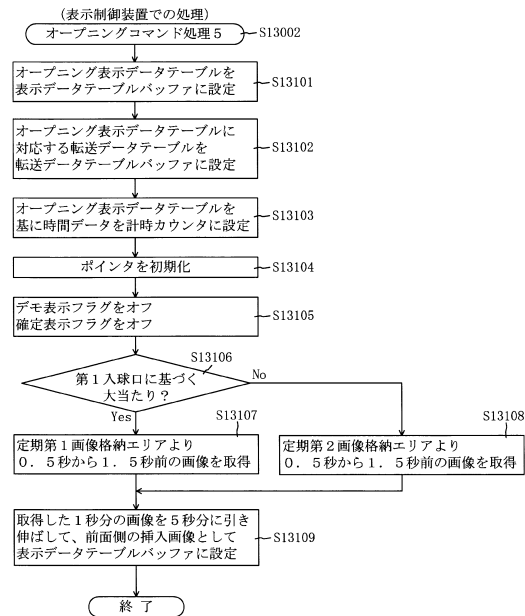 (表示制御装置での処理)
オープニングコマンド処理5
S13002
オープニング表示データテーブルを
表示データテーブルバッファに設定
S13101
オープニング表示データテーブルに
対応する転送データテーブルを
転送データテーブルバッファに設定
S13102
オープニング表示データテーブルを
基に時間データを計時カウンタに設定
S13103
ポインタを初期化
S13104
デモ表示フラグをオフ
確定表示フラグをオフ
S13105
S13106
第1入球口に基づく
大当たり?
No
Yes
S13107
定期第1画像格納エリアより
0.5秒から1.5秒前の画像を取得
S13108
定期第2画像格納エリアより
0.5秒から1.5秒前の画像を取得
取得した1秒分の画像を5秒分に引き
伸ばして、前面側の挿入画像として
表示データテーブルバッファに設定
S13109
終了